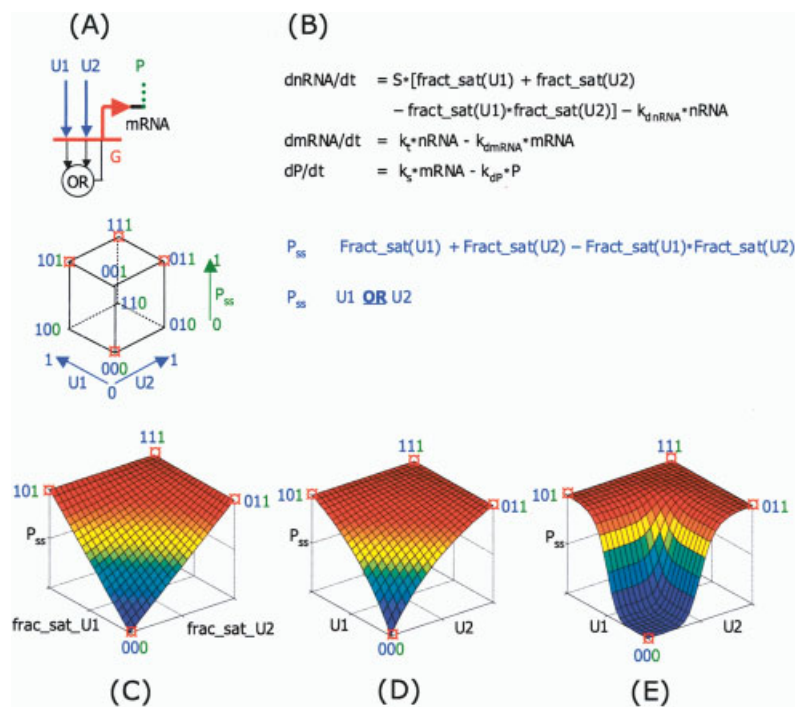 (A)
(B)
U1 U2 P
mRNA
G
OR
dnRNA/dt = S*[fract_sat(U1) + fract_sat(U2)
– fract_sat(U1)*fract_sat(U2)] – k_dnRNA*nRNA
dmRNA/dt = k_t*nRNA - k_dmRNA*mRNA
dP/dt = k_s*mRNA - k_dP*P
P_ss Fract_sat(U1) + Fract_sat(U2) – Fract_sat(U1)*Fract_sat(U2)
P_ss U1 OR U2
111
101 011 1
001
P_ss
110
100 010 0
000
1 1
U1 U2
0
111
101 011
P_ss
frac_sat_U1 frac_sat_U2
000
(C)
111
101 011
P_ss
U1 U2
000
(D)
111
101 011
P_ss
U1 U2
000
(E)